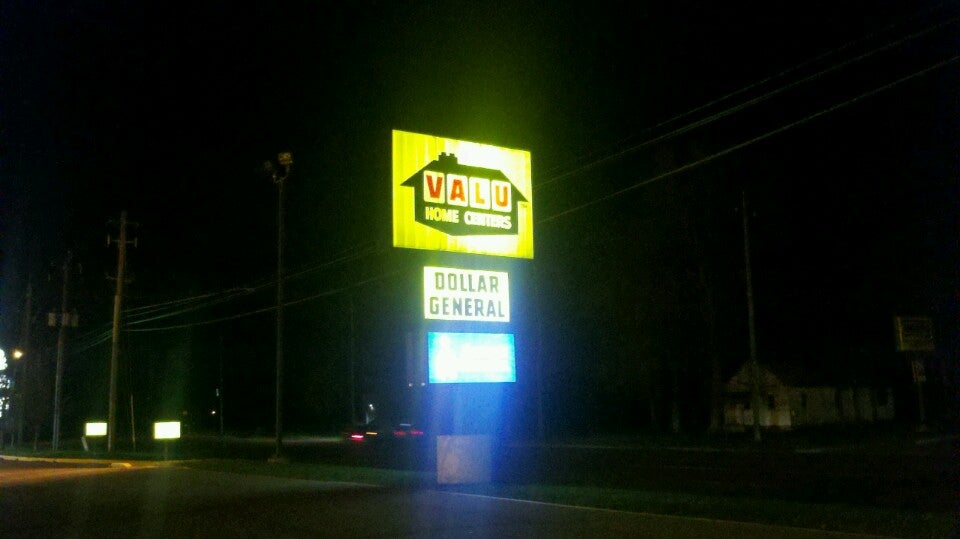 VALU
HOME CENTERS
DOLLAR
GENERAL